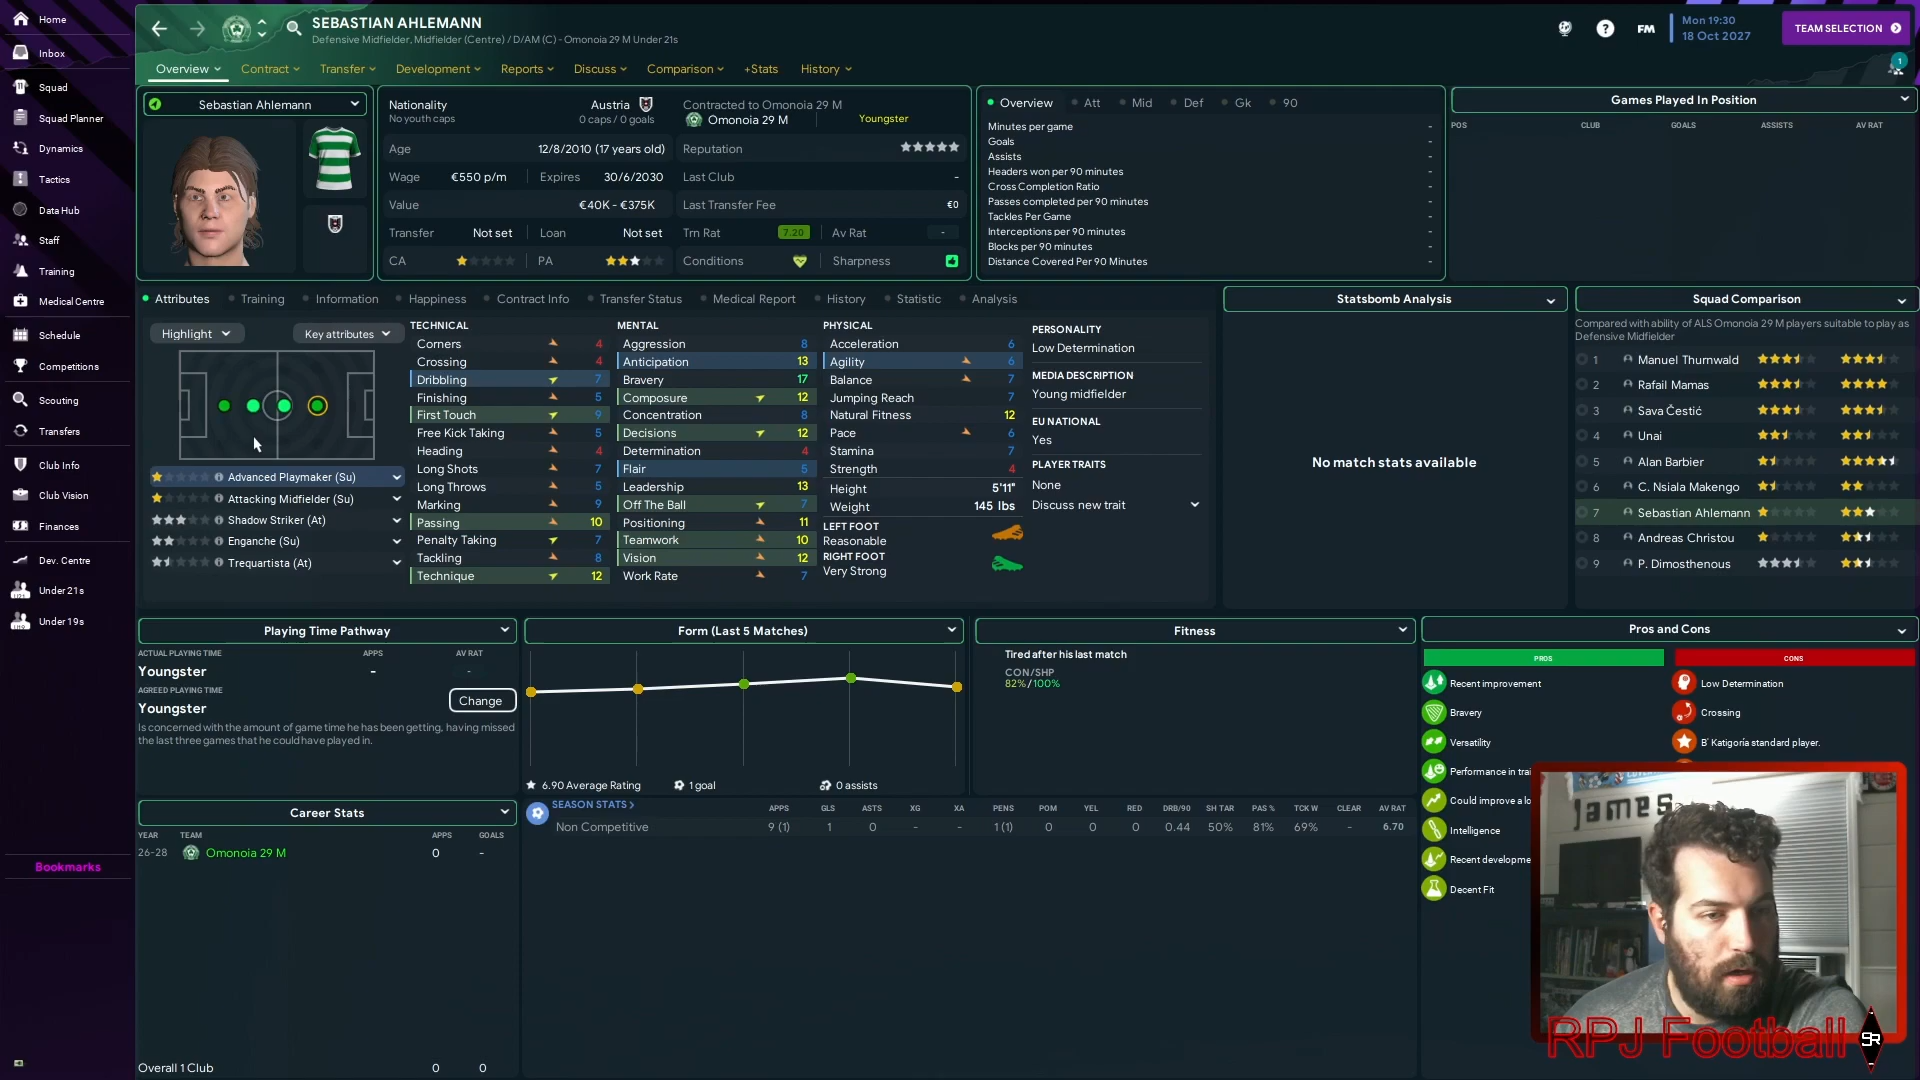 Home
Inbox
Squad
Squad Planner
Dynamics
Tactics
Data Hub
Staff
Training
Medical Centre
Schedule
Competitions
Scouting
Transfers
Club Info
Club Vision
Finances
Dev. Centre
Under 21s
Under 19s
Bookmarks
SEBASTIAN AHLEMANN
Defensive Midfielder, Midfielder (Centre) / D/AM (C) - Omonoia 29 M Under 21s
FM
Mon 19:30
18 Oct 2027
TEAM SELECTION
1
Overview Contract Transfer Development Reports Discuss Comparison +Stats History
Sebastian Ahlemann
Nationality Austria
No youth caps 0 caps / 0 goals
Age 12/8/2010 (17 years old)
Wage €550 p/m Expires 30/6/2030
Value €40K - €375K
Transfer Not set Loan Not set
CA PA
Contracted to Omonoia 29 M
Omonoia 29 M Youngster
Reputation
Last Club -
Last Transfer Fee €0
Trn Rat 7.20 Av Rat -
Conditions Sharpness
Overview Att Mid Def Gk 90
Minutes per game -
Goals -
Assists -
Headers won per 90 minutes -
Cross Completion Ratio -
Passes completed per 90 minutes -
Tackles Per Game -
Interceptions per 90 minutes -
Blocks per 90 minutes -
Distance Covered Per 90 Minutes -
Games Played In Position
POS CLUB GOALS ASSISTS AV RAT
Attributes Training Information Happiness Contract Info Transfer Status Medical Report History Statistic Analysis
Highlight Key attributes
Advanced Playmaker (Su)
Attacking Midfielder (Su)
Shadow Striker (At)
Enganche (Su)
Trequartista (At)
TECHNICAL
Corners 4
Crossing 4
Dribbling 7
Finishing 5
First Touch 9
Free Kick Taking 5
Heading 4
Long Shots 7
Long Throws 5
Marking 9
Passing 10
Penalty Taking 7
Tackling 8
Technique 12
MENTAL
Aggression 8
Anticipation 13
Bravery 17
Composure 12
Concentration 8
Decisions 12
Determination 4
Flair 5
Leadership 13
Off The Ball 7
Positioning 11
Teamwork 10
Vision 12
Work Rate 7
PHYSICAL
Acceleration 6
Agility 6
Balance 7
Jumping Reach 7
Natural Fitness 12
Pace 6
Stamina 7
Strength 4
Height 5'11"
Weight 145 lbs
LEFT FOOT
Reasonable
RIGHT FOOT
Very Strong
PERSONALITY
Low Determination
MEDIA DESCRIPTION
Young midfielder
EU NATIONAL
Yes
PLAYER TRAITS
None
Discuss new trait
Statsbomb Analysis
No match stats available
Squad Comparison
Compared with ability of ALS Omonoia 29 M players suitable to play as
Defensive Midfielder
1 Manuel Thurnwald
2 Rafail Mamas
3 Sava Čestić
4 Unai
5 Alan Barbier
6 C. Nsiala Makengo
7 Sebastian Ahlemann
8 Andreas Christou
9 P. Dimosthenous
Playing Time Pathway
ACTUAL PLAYING TIME APPS AV RAT
Youngster - -
AGREED PLAYING TIME
Youngster
Change
Is concerned with the amount of game time he has been getting, having missed
the last three games that he could have played in.
Form (Last 5 Matches)
6.90 Average Rating 1 goal 0 assists
Fitness
Tired after his last match
CON/SHP
82%/100%
Pros and Cons
PROS CONS
Recent improvement
Bravery
Versatility
Performance in trai
Could improve a lo
Intelligence
Recent developme
Decent Fit
Low Determination
Crossing
B' Katigoría standard player.
Career Stats
YEAR TEAM APPS GOALS
26-28 Omonoia 29 M 0 -
Overall 1 Club 0 0
SEASON STATS > APPS GLS ASTS XG XA PENS POM YEL RED DRB/90 SH TAR PAS % TCK W CLEAR AV RAT
Non Competitive 9 (1) 1 0 - - 1 (1) 0 0 0 0.44 50% 81% 69% - 6.70
james
RPJ Football
SR